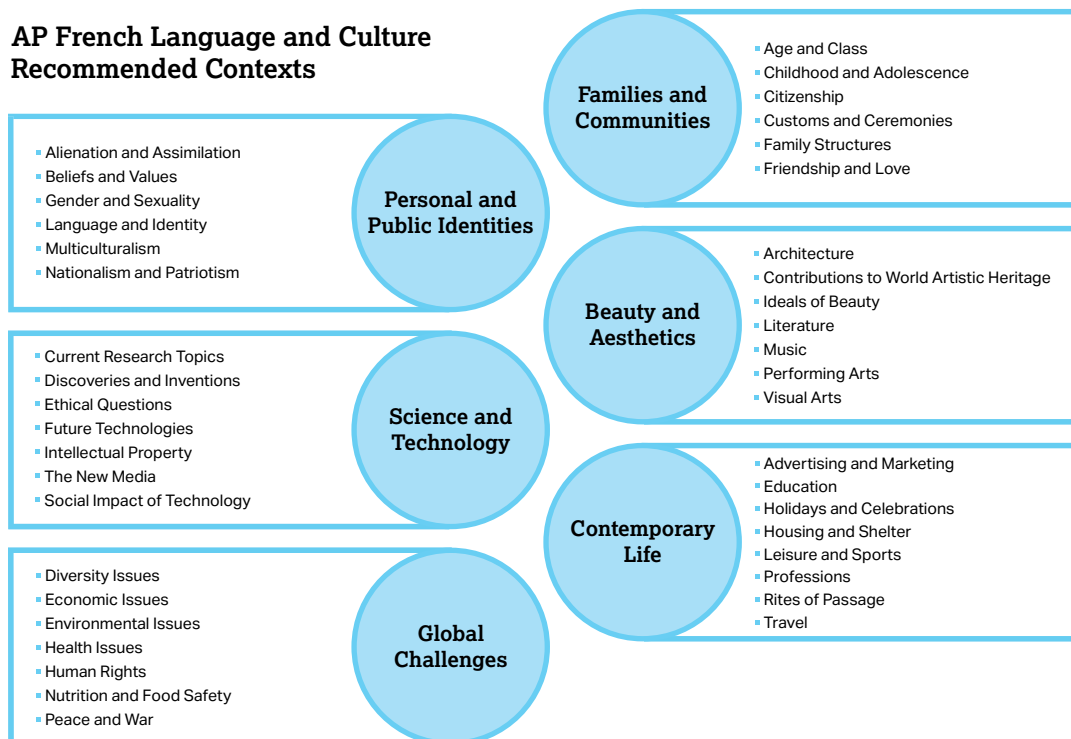 AP French Language and Culture
Recommended Contexts
Families and
Communities
Age and Class
Childhood and Adolescence
Citizenship
Customs and Ceremonies
Family Structures
Friendship and Love
Alienation and Assimilation
Beliefs and Values
Gender and Sexuality
Language and Identity
Multiculturalism
Nationalism and Patriotism
Personal and
Public Identities
Beauty and
Aesthetics
Architecture
Contributions to World Artistic Heritage
Ideals of Beauty
Literature
Music
Performing Arts
Visual Arts
Current Research Topics
Discoveries and Inventions
Ethical Questions
Future Technologies
Intellectual Property
The New Media
Social Impact of Technology
Science and
Technology
Contemporary
Life
Advertising and Marketing
Education
Holidays and Celebrations
Housing and Shelter
Leisure and Sports
Professions
Rites of Passage
Travel
Diversity Issues
Economic Issues
Environmental Issues
Health Issues
Human Rights
Nutrition and Food Safety
Peace and War
Global
Challenges